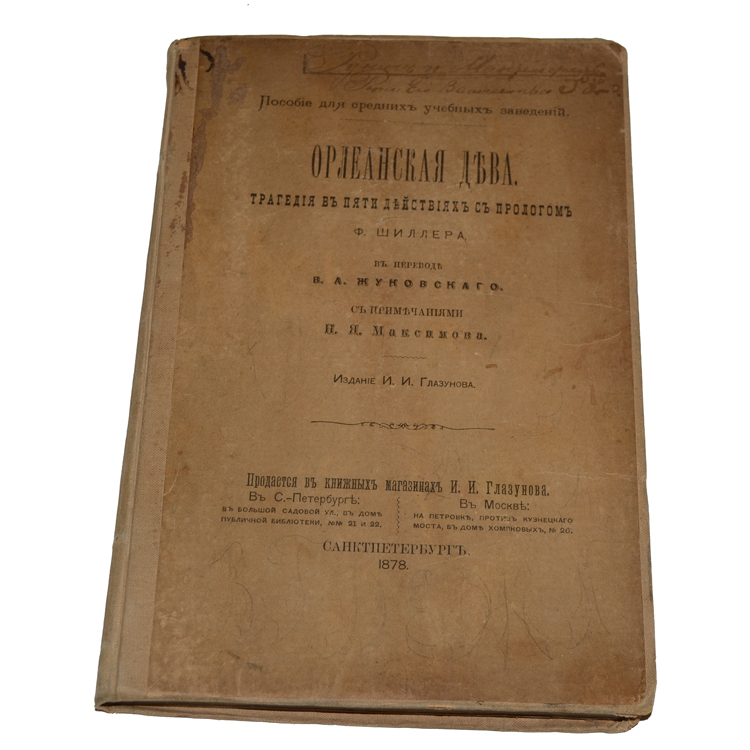 Пособіе для среднихъ учебныхъ заведеній.
ОРЛЕАНСКАЯ ДѢВА.
ТРАГЕДІЯ ВЪ ПЯТИ ДѢЙСТВІЯХЪ СЪ ПРОЛОГОМЪ
Ф. ШИЛЛЕРА,
ВЪ ПЕРЕВОДѢ
В. А. ЖУКОВСКАГО.
СЪ ПРИМѢЧАНІЯМИ
Н. Я. Максимова.
Изданіе И. И. Глазунова.
Продается въ книжныхъ магазинахъ И. И. Глазунова.
Въ С.-Петербургѣ:
въ Большой Садовой ул., въ домѣ
Публичной библіотеки, №№ 21 и 22.
Въ Москвѣ:
на Петровкѣ, противъ Кузнецкаго
моста, въ домѣ Хомяковыхъ, №
САНКТПЕТЕРБУРГЪ.
1878.